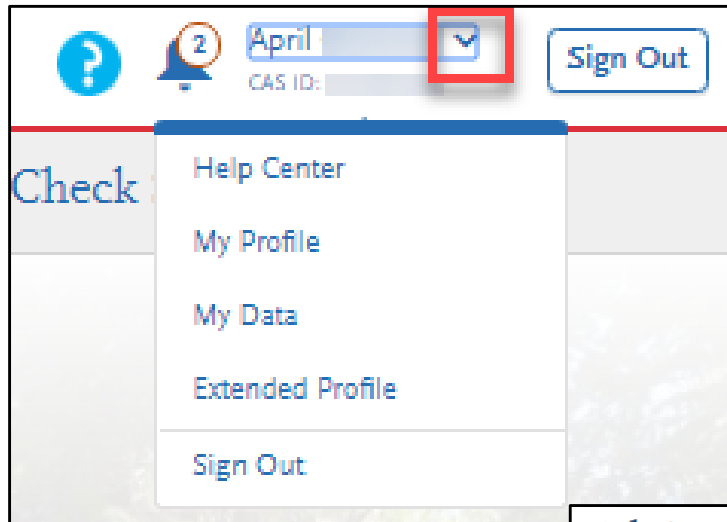 ?
2
April
Sign Out
CAS ID:
Check
Help Center
My Profile
My Data
Extended Profile
Sign Out